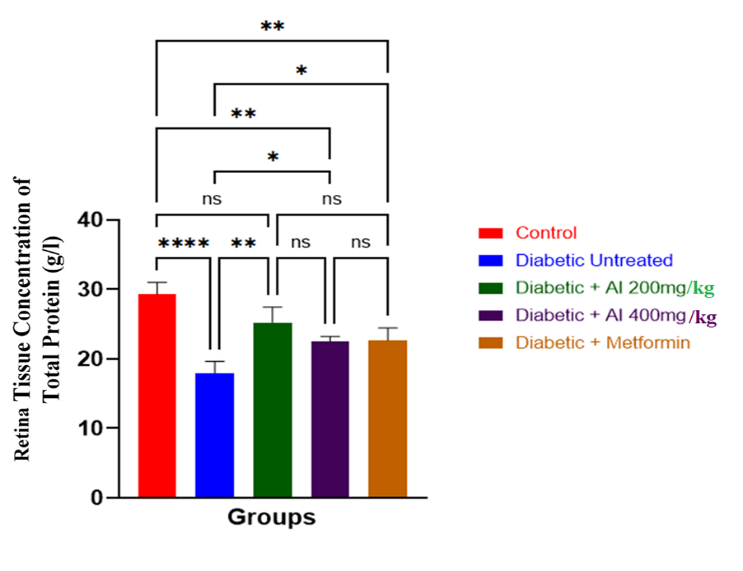 **
*
**
*
ns ns
**** ** ns ns
Retina Tissue Concentration of
Total Protein (g/l)
40
30
20
10
0
Groups
Control
Diabetic Untreated
Diabetic + AI 200mg/kg
Diabetic + AI 400mg/kg
Diabetic + Metformin